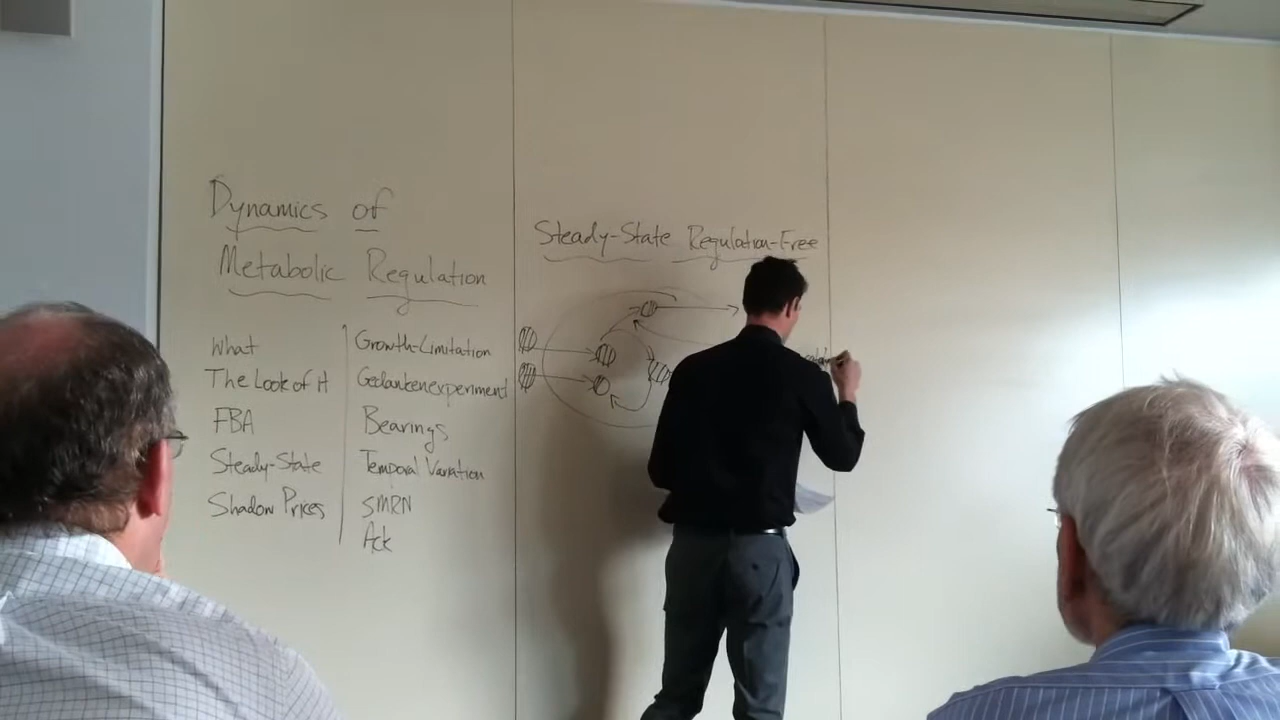 Dynamics of
Metabolic Regulation
What
The Look of It
FBA
Steady-State
Shadow Prices
Growth-Limitation
Gedankenexperiment
Bearings
Temporal Variation
SMRN
Ack
Steady-State Regulation-Free